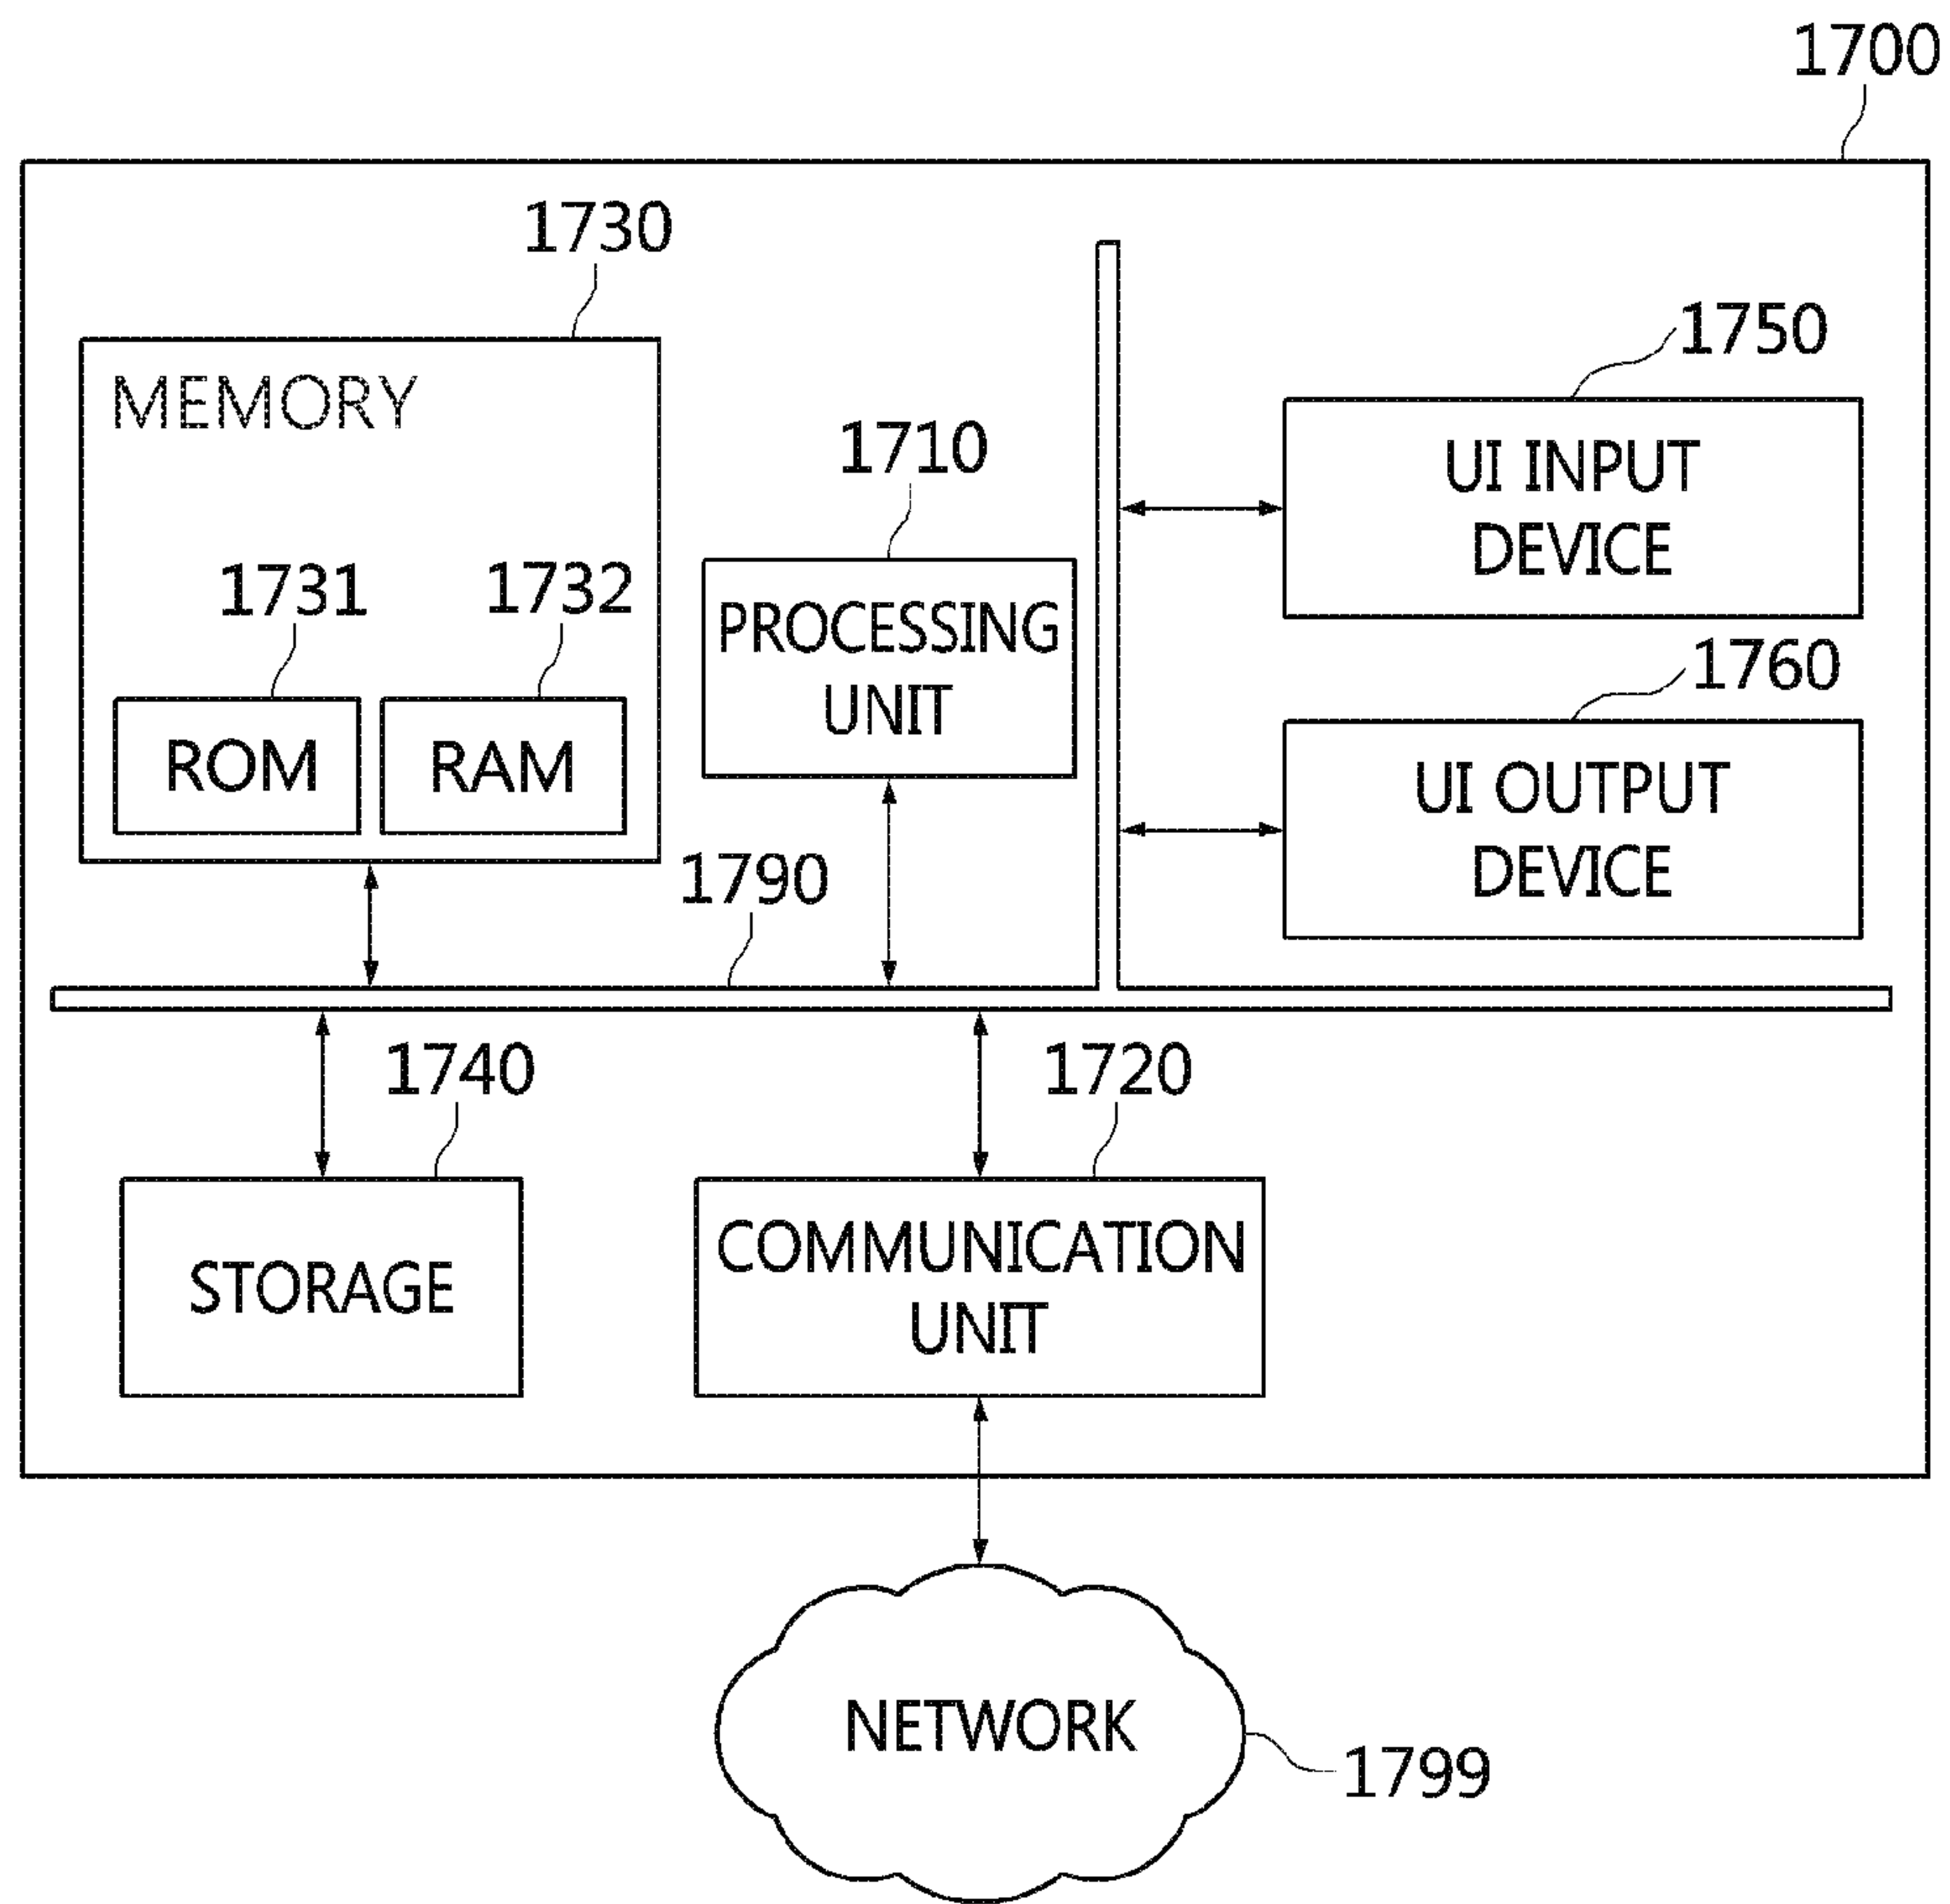 1700
1730
MEMORY
1750
1710
UI INPUT
DEVICE
1731
1732
PROCESSING
UNIT
1760
ROM
RAM
UI OUTPUT
DEVICE
1790
1740
1720
STORAGE
COMMUNICATION
UNIT
NETWORK
1799